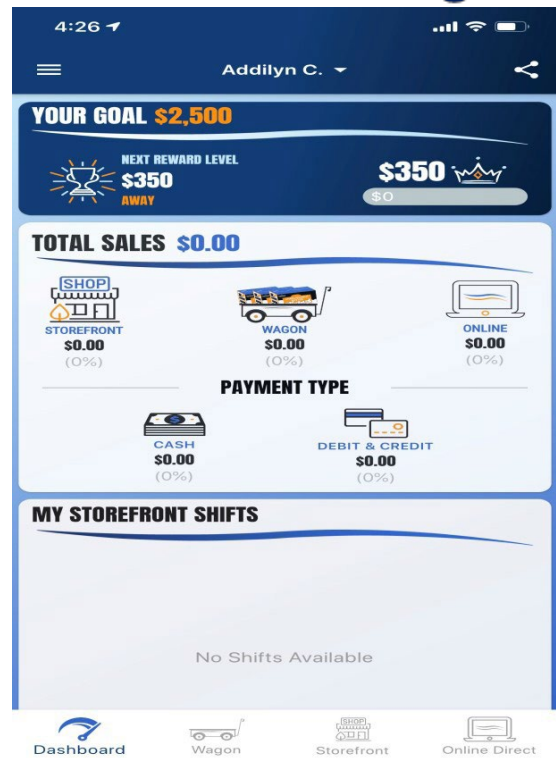 4:26
Addilyn C.
YOUR GOAL $2,500
NEXT REWARD LEVEL
$350
AWAY
$350
$0
TOTAL SALES $0.00
SHOP
STOREFRONT
$0.00
(0%)
WAGON
$0.00
(0%)
ONLINE
$0.00
(0%)
PAYMENT TYPE
CASH
$0.00
(0%)
DEBIT & CREDIT
$0.00
(0%)
MY STOREFRONT SHIFTS
No Shifts Available
SHOP
Dashboard
Wagon
Storefront
Online Direct